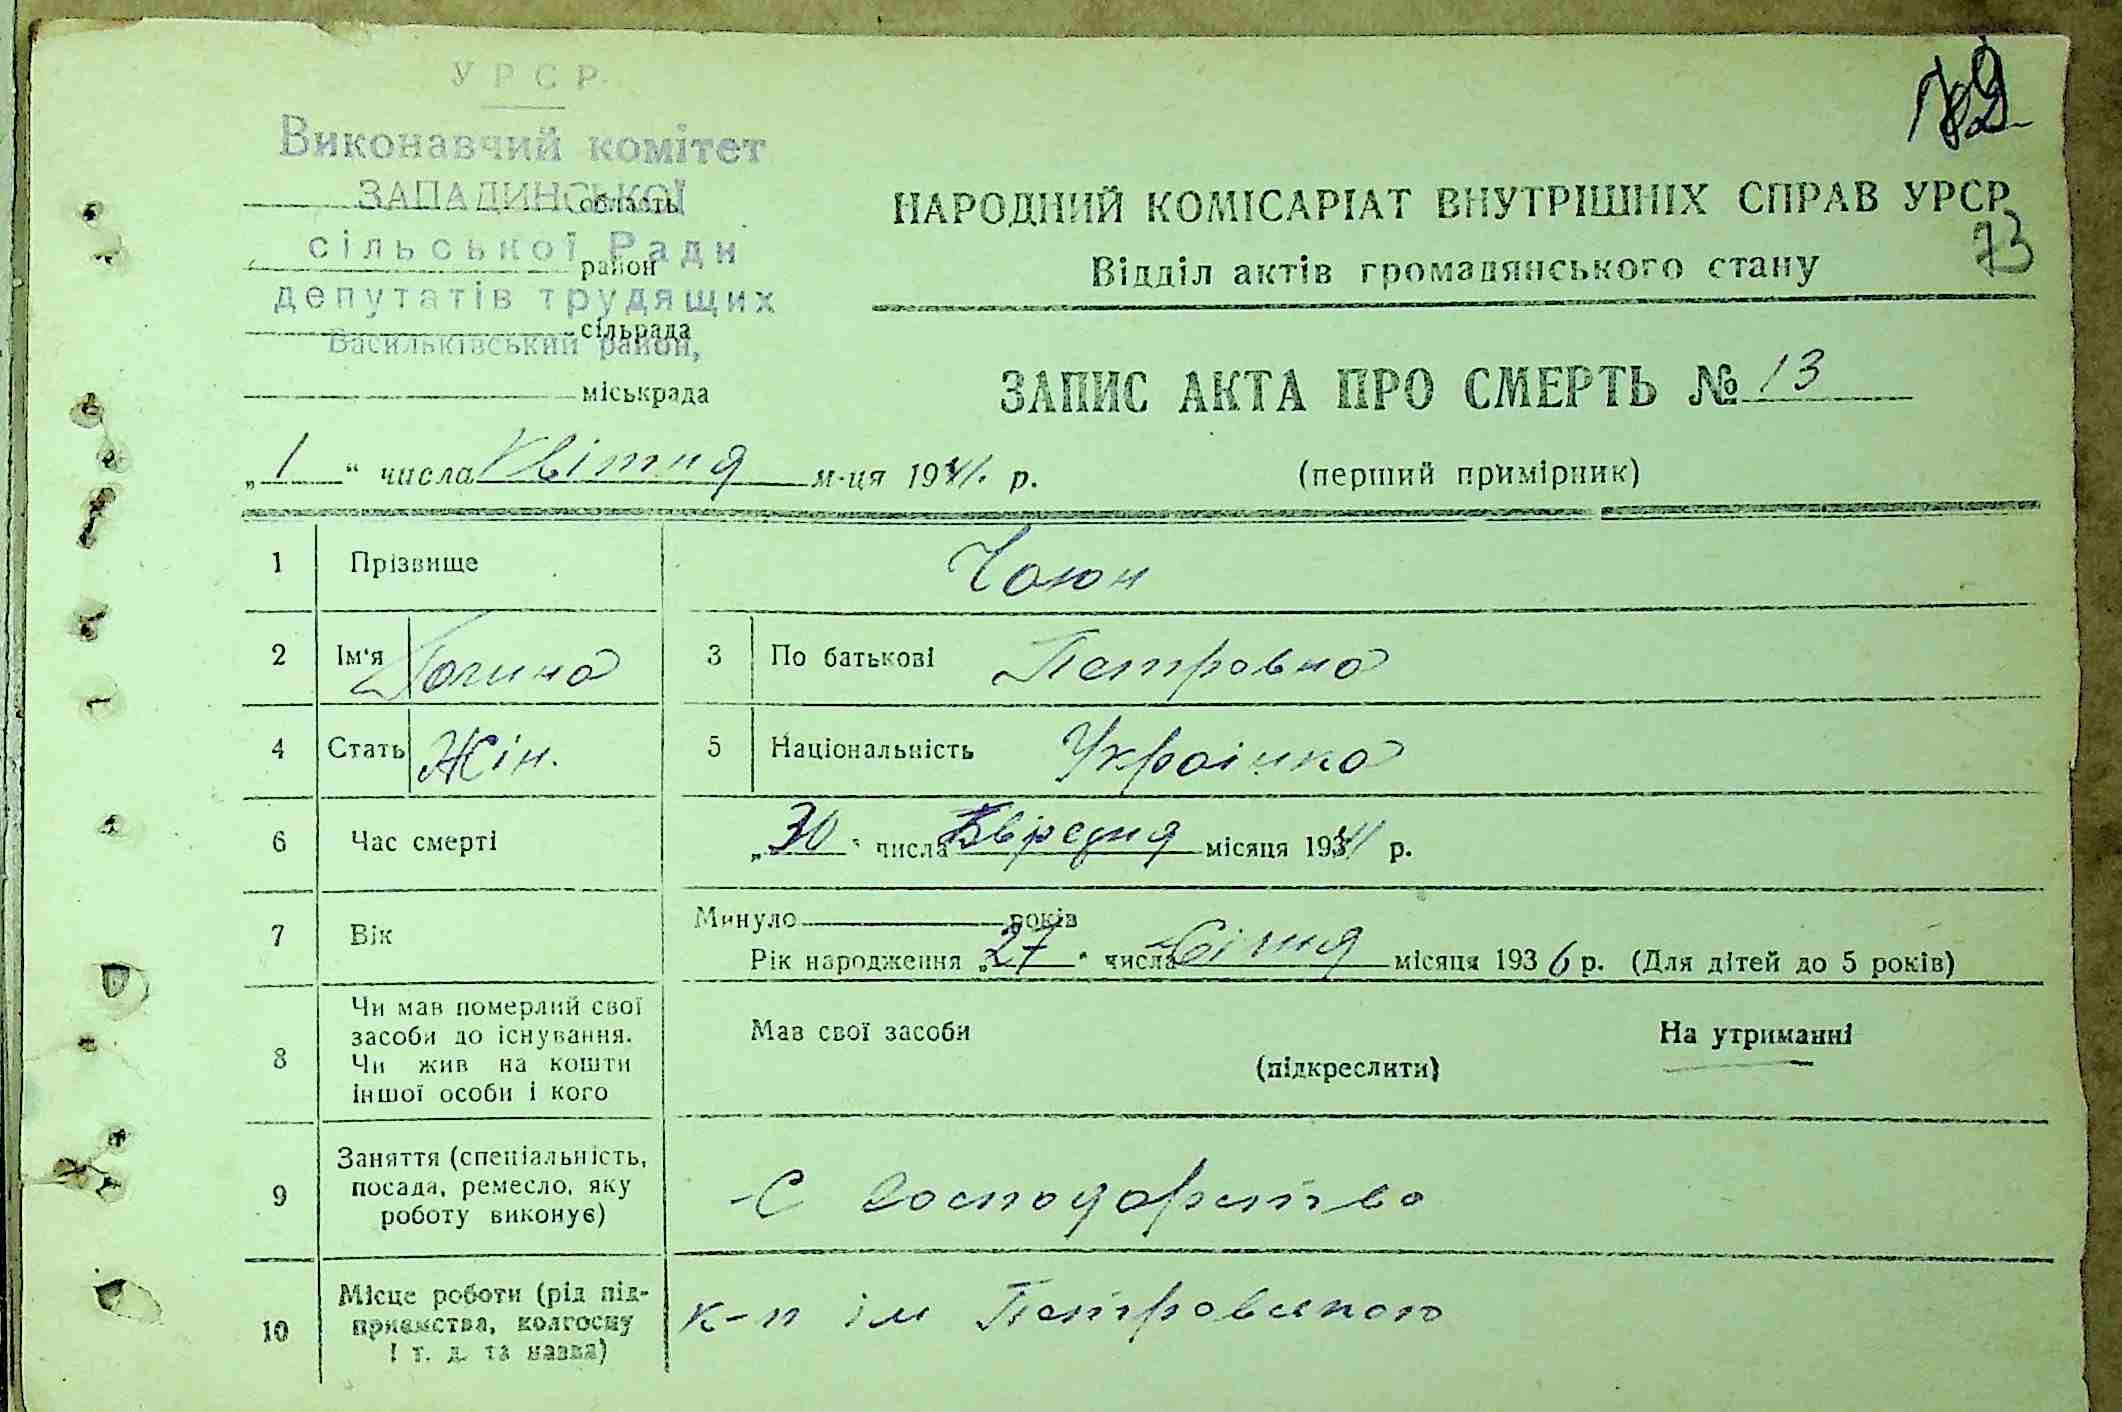 УРСР
Виконавчий комітет
ЗАПАДИНСЬКОЇ
область
сільської Ради
район
депутатів трудящих
сільрада
Васильківський район,
міськрада
73
НАРОДНИЙ КОМІСАРІАТ ВНУТРІШНІХ СПРАВ УРСР
Відділ актів громадянського стану
ЗАПИС АКТА ПРО СМЕРТЬ № 13
(перший примірник)
„1“ числа Квітня м-ця 1941. р.
1 Прізвище Чаюн
2 Ім'я Галина 3 По батькові Петровна
4 Стать Жін. 5 Національність Українка
6 Час смерті „30“ числа місяця 1941 р.
7 Вік Минуло років
Рік народження „27“ числа місяця 1936 р. (Для дітей до 5 років)
8 Чи мав померлий свої засоби до існування. Чи жив на кошти іншої особи і кого
Мав свої засоби На утриманні
(підкреслити)
9 Заняття (спеціальність, посада, ремесло, яку роботу виконує) С господарство
10 Місце роботи (рід підприємства, колгоспу і т. д. та назва) к-п ім Петровського